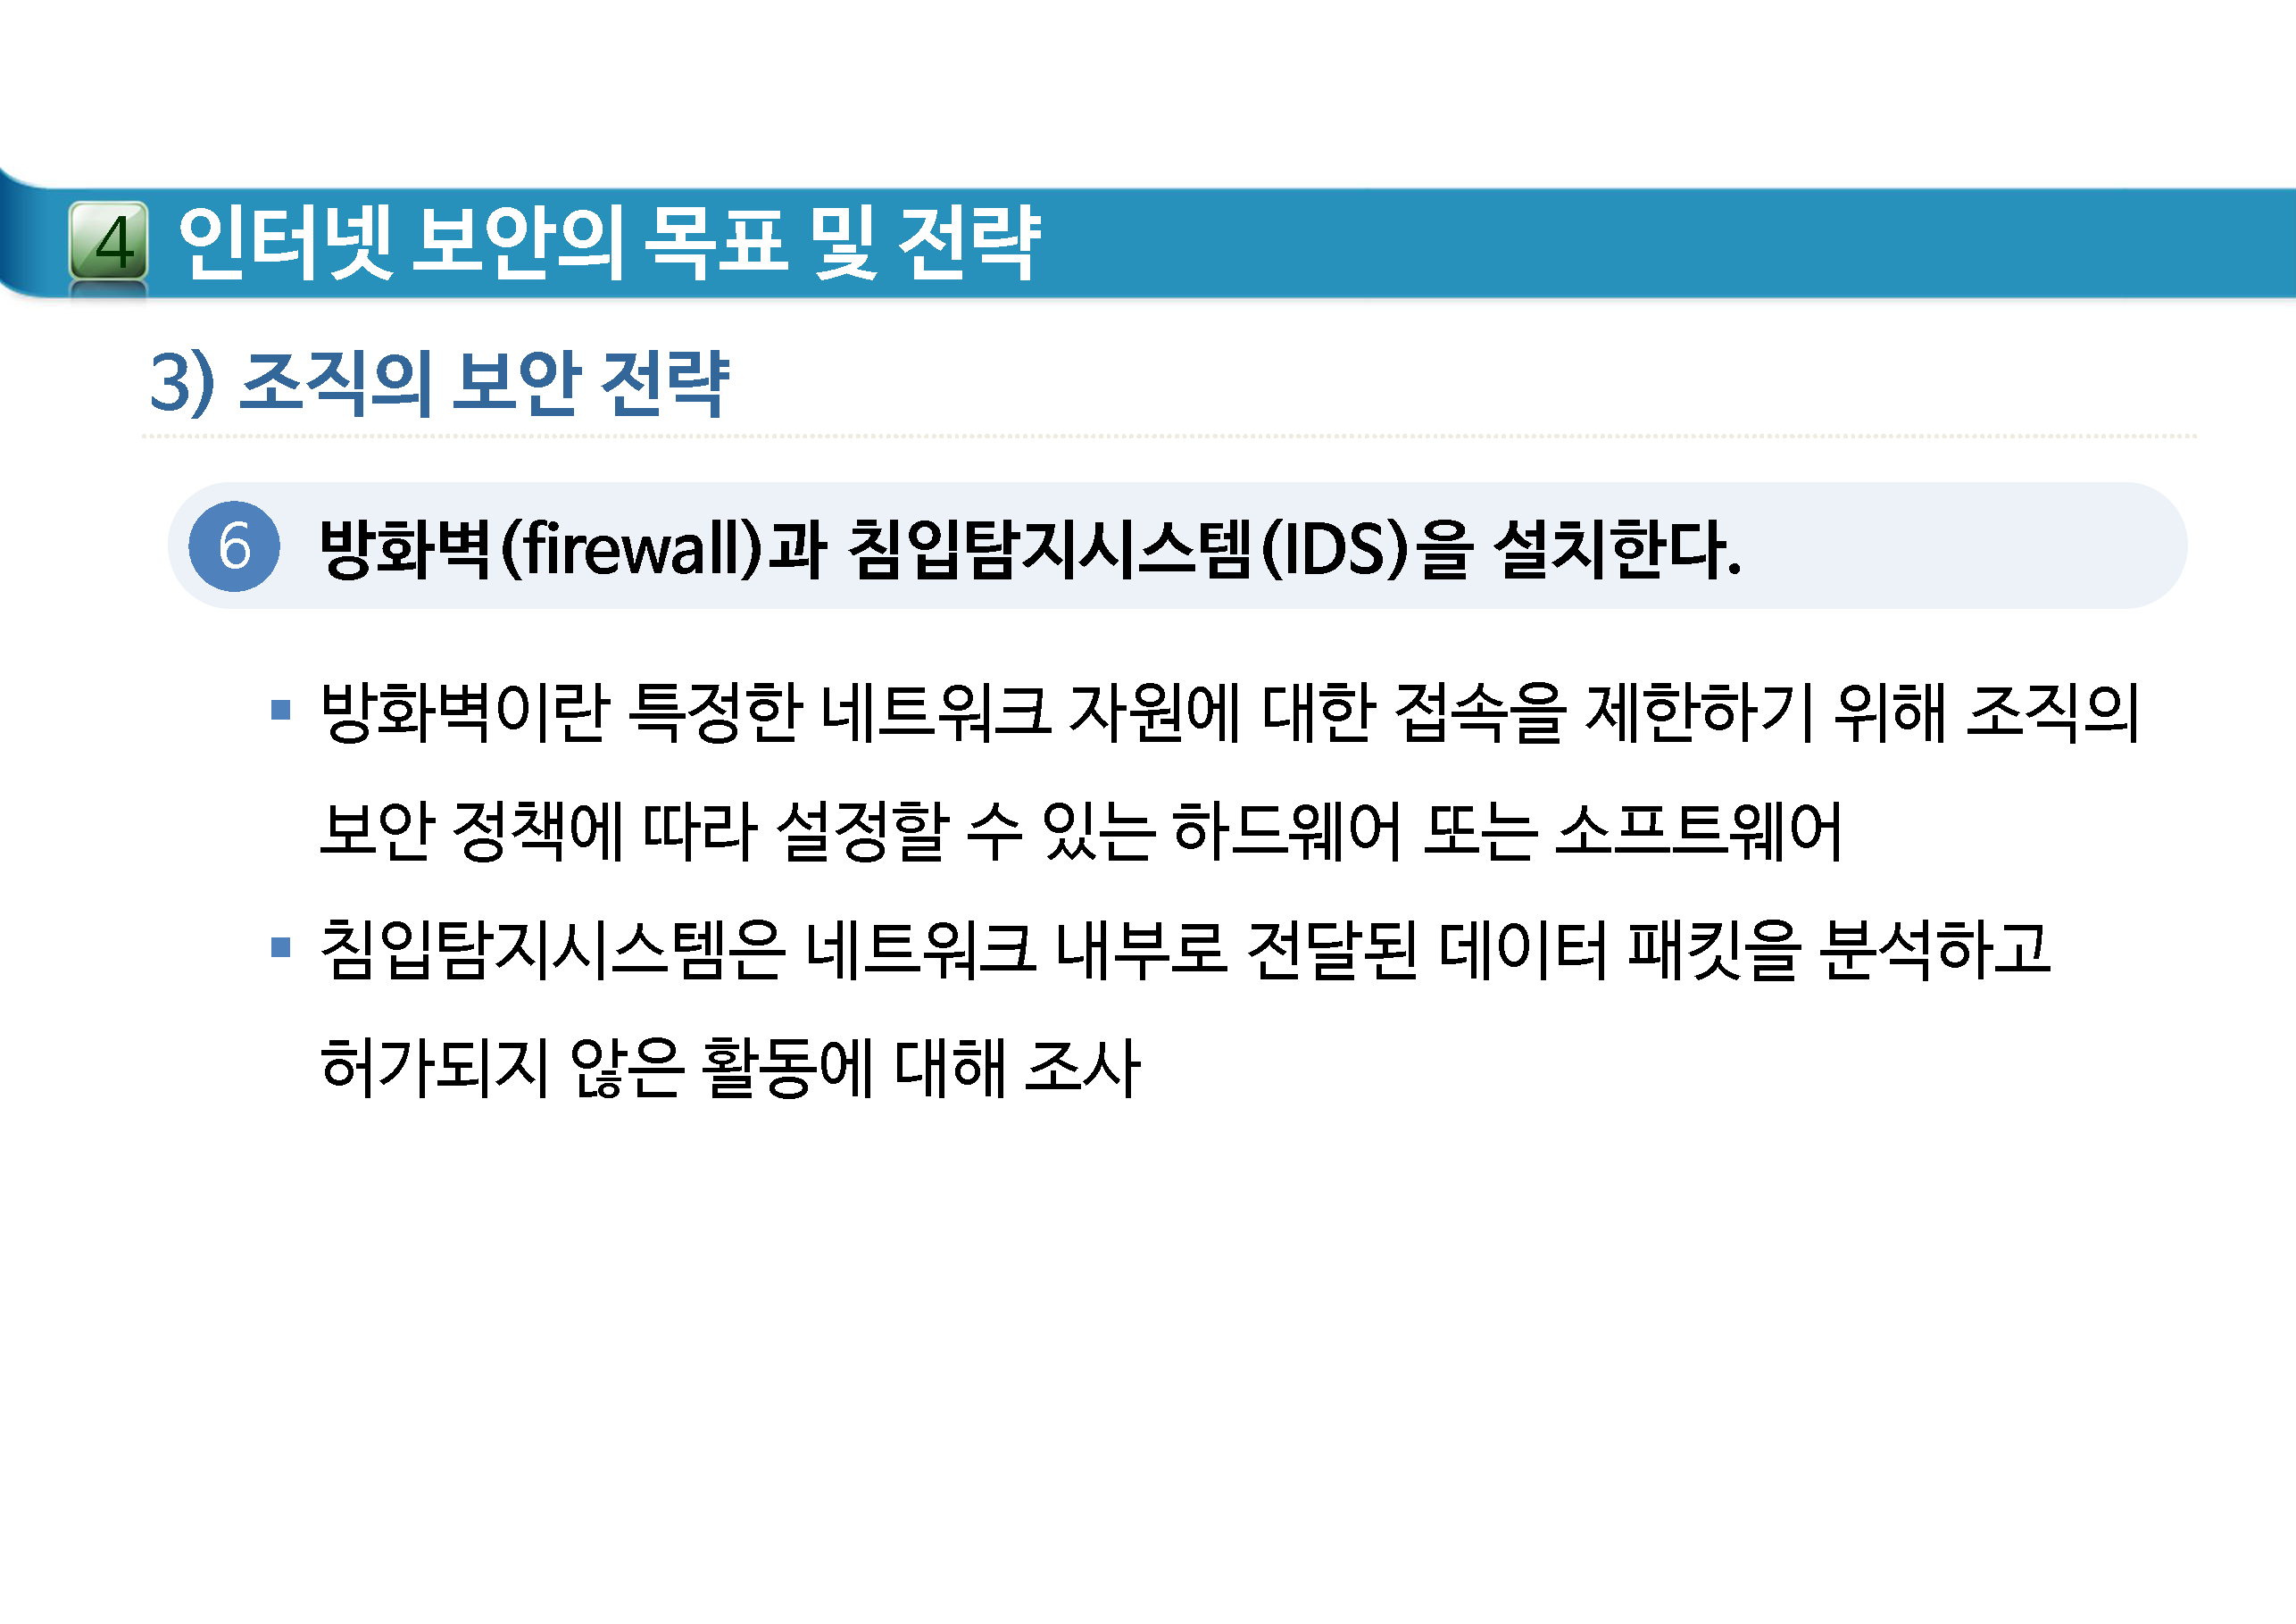 4 인터넷 보안의 목표 및 전략
3) 조직의 보안 전략
6 방화벽(firewall)과 침입탐지시스템(IDS)을 설치한다.
▪ 방화벽이란 특정한 네트워크 자원에 대한 접속을 제한하기 위해 조직의
보안 정책에 따라 설정할 수 있는 하드웨어 또는 소프트웨어
▪ 침입탐지시스템은 네트워크 내부로 전달된 데이터 패킷을 분석하고
허가되지 않은 활동에 대해 조사